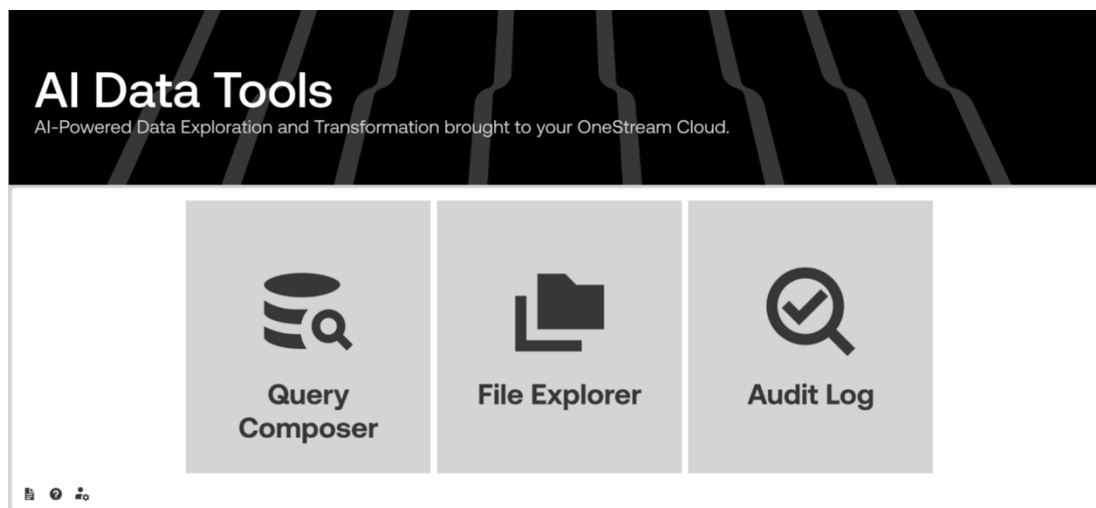 AI Data Tools
AI-Powered Data Exploration and Transformation brought to your OneStream Cloud.
Query
Composer
File Explorer
Audit Log